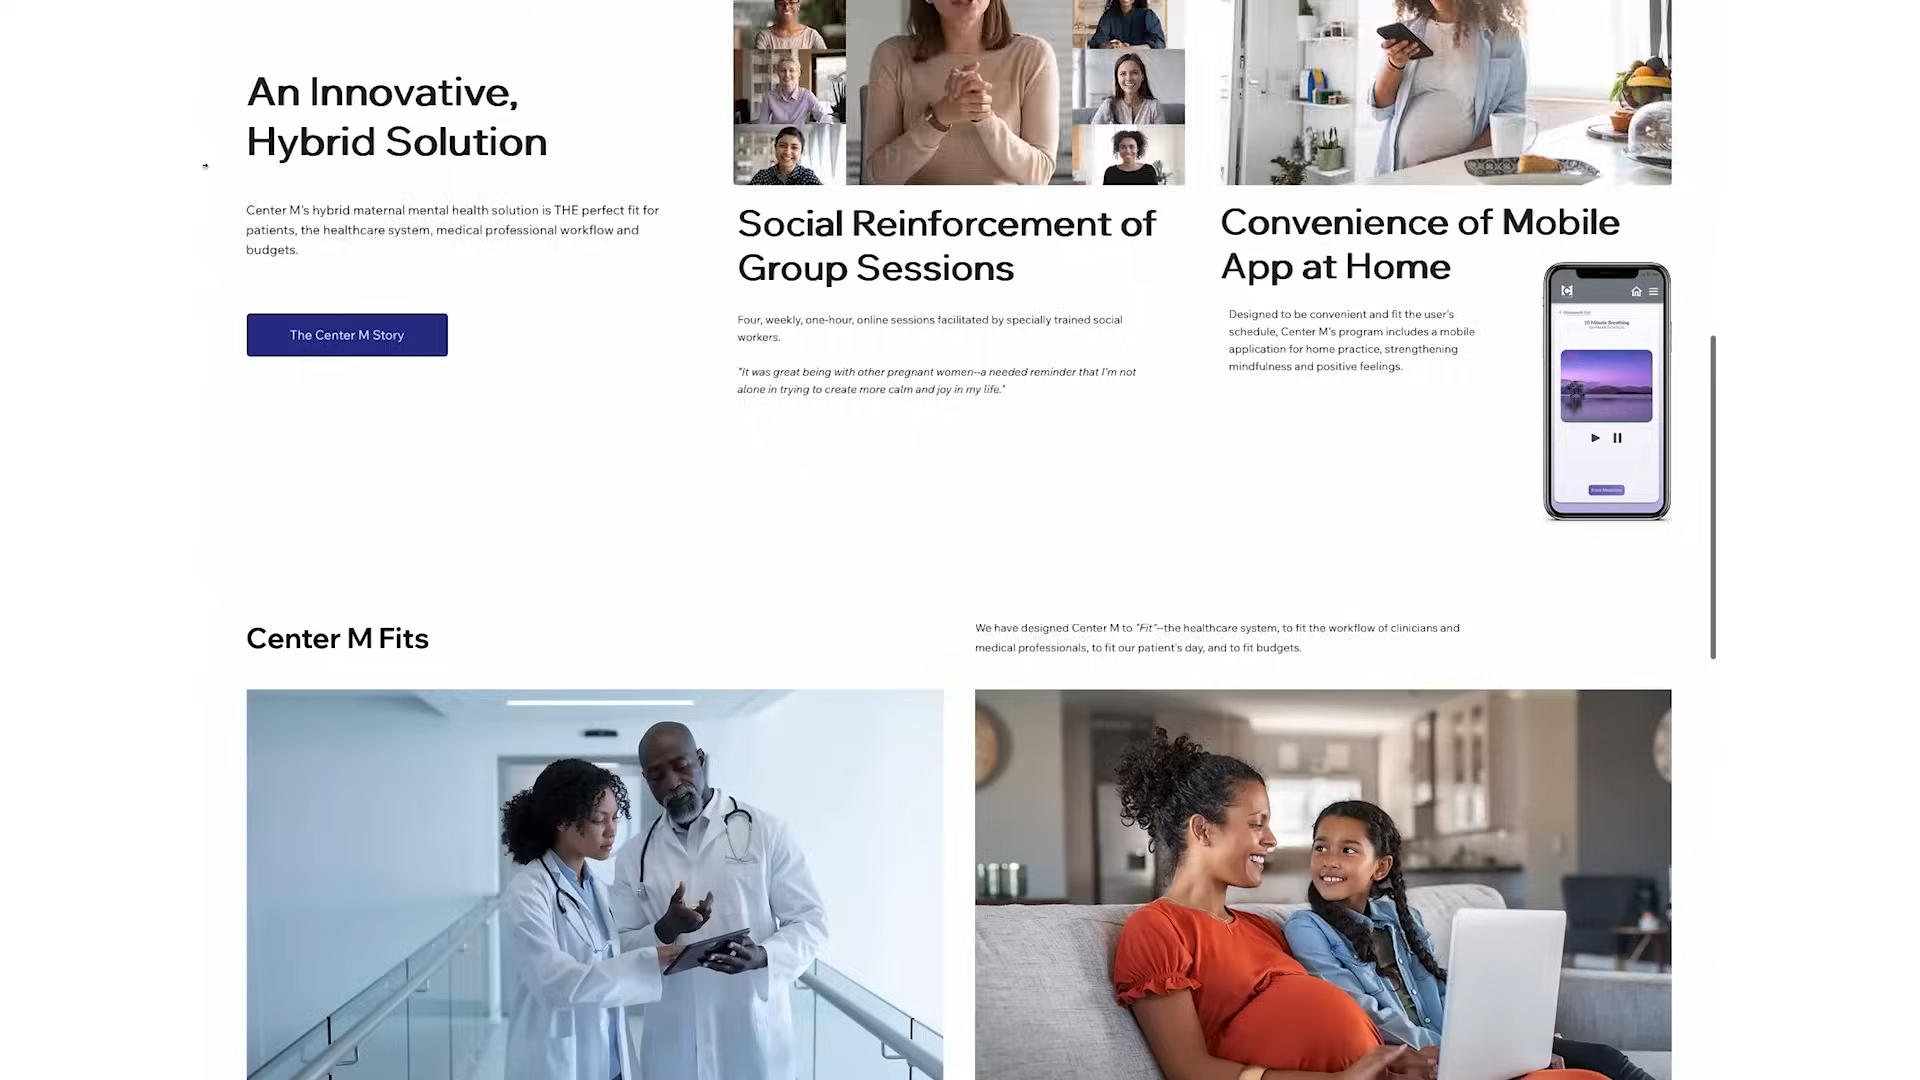 An Innovative,
Hybrid Solution
Center M's hybrid maternal mental health solution is THE perfect fit for
patients, the healthcare system, medical professional workflow and
budgets.
The Center M Story
Social Reinforcement of
Group Sessions
Four, weekly, one-hour, online sessions facilitated by specially trained social
workers.
"It was great being with other pregnant women--a needed reminder that I'm not
alone in trying to create more calm and joy in my life."
Convenience of Mobile
App at Home
Designed to be convenient and fit the user's
schedule, Center M's program includes a mobile
application for home practice, strengthening
mindfulness and positive feelings.
10 Minute Breathing
Center M Fits
We have designed Center M to "Fit"--the healthcare system, to fit the workflow of clinicians and
medical professionals, to fit our patient's day, and to fit budgets.